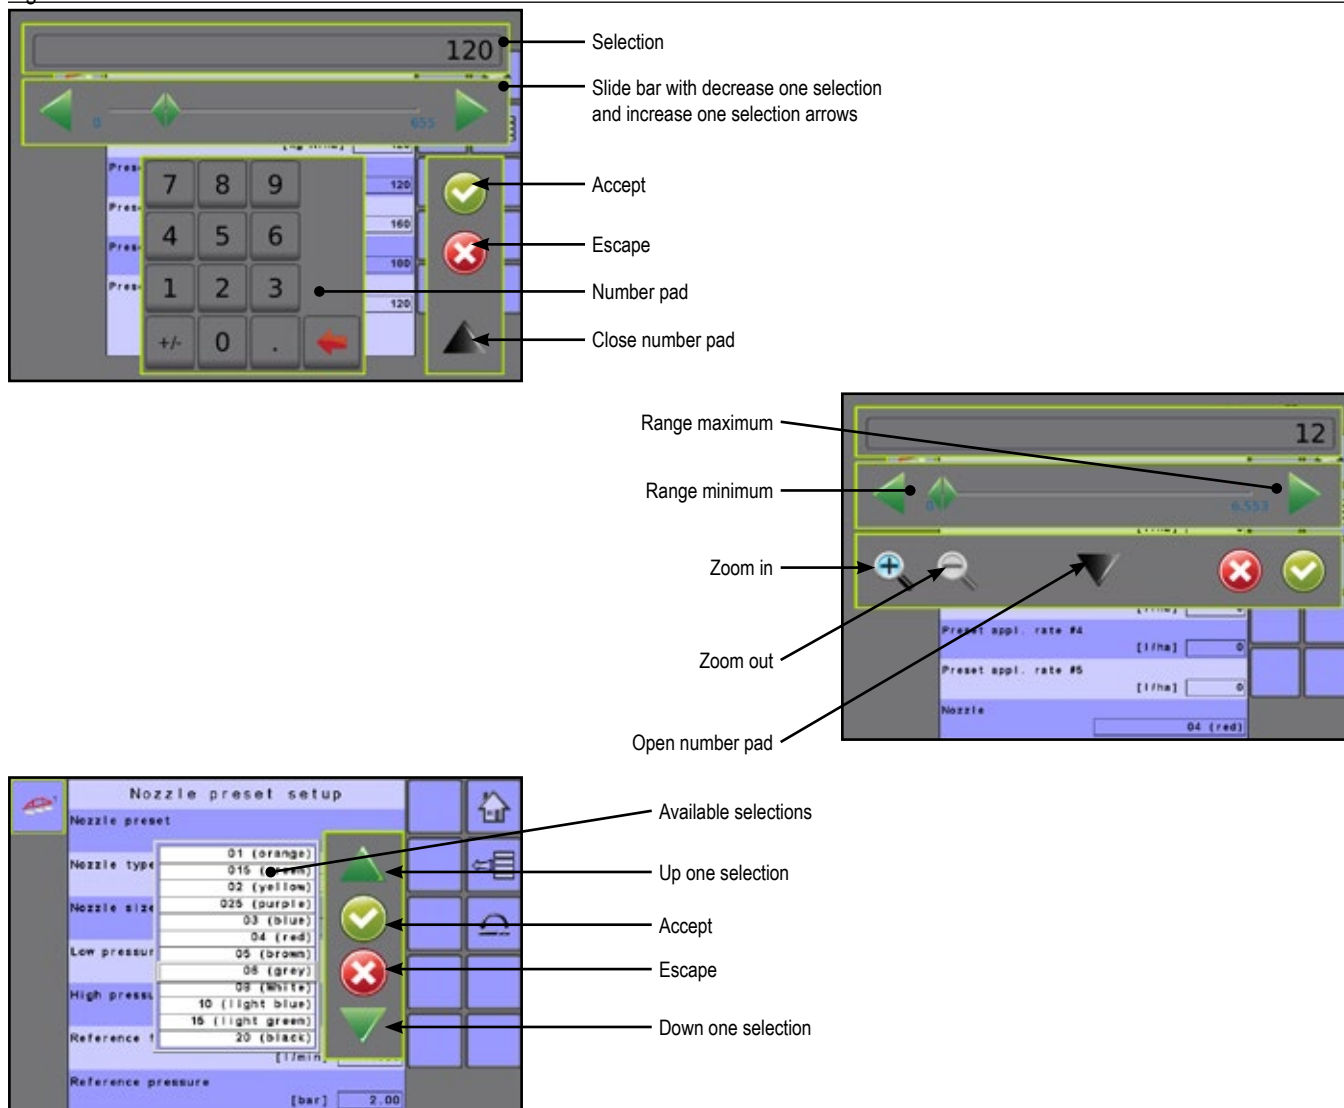 120
Selection
Slide bar with decrease one selection
and increase one selection arrows
0
655
7 8 9
120
Accept
160
4 5 6
Escape
100
1 2 3
Number pad
120
+/- 0 .
Close number pad
Range maximum
12
Range minimum
0
6.553
Zoom in
Preset appl. rate #4
[l/ha] 0
Zoom out
Preset appl. rate #5
[l/ha] 0
Nozzle
04 (red)
Open number pad
Nozzle preset setup
Nozzle preset
Available selections
01 (orange)
Nozzle type
015 (green)
Up one selection
02 (yellow)
Nozzle size
025 (purple)
03 (blue)
Accept
04 (red)
Low pressur
05 (brown)
06 (grey)
Escape
08 (White)
High pressu
10 (light blue)
15 (light green)
Down one selection
Reference f
20 (black)
[l/min]
Reference pressure
[bar] 2.00